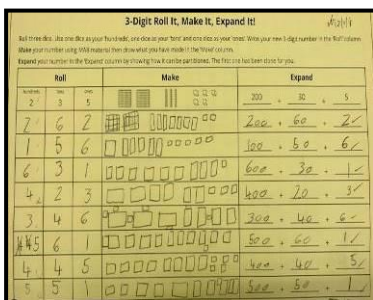 3-Digit Roll It, Make It, Expand It!
Roll three dice. Use one dice as your 'hundreds', one dice as your 'tens' and one dice as your 'ones'. Write your new 3-digit number in the 'Roll' column.
Make your number using MAB material then draw what you have made in the 'Make' column.
Expand your number in the 'Expand' column by showing how it can be partitioned. The first one has been done for you.
Roll Make Expand
hundreds tens ones
2 3 5 200 + 30 + 5
2 6 2 200 + 60 + 2
1 5 6 100 + 50 + 6
6 3 1 600 + 30 + 1
4 2 3 400 + 20 + 3
3 4 6 300 + 40 + 6
5 6 1 500 + 60 + 1
4 4 5 400 + 40 + 5
5 5 1 500 + 50 + 1